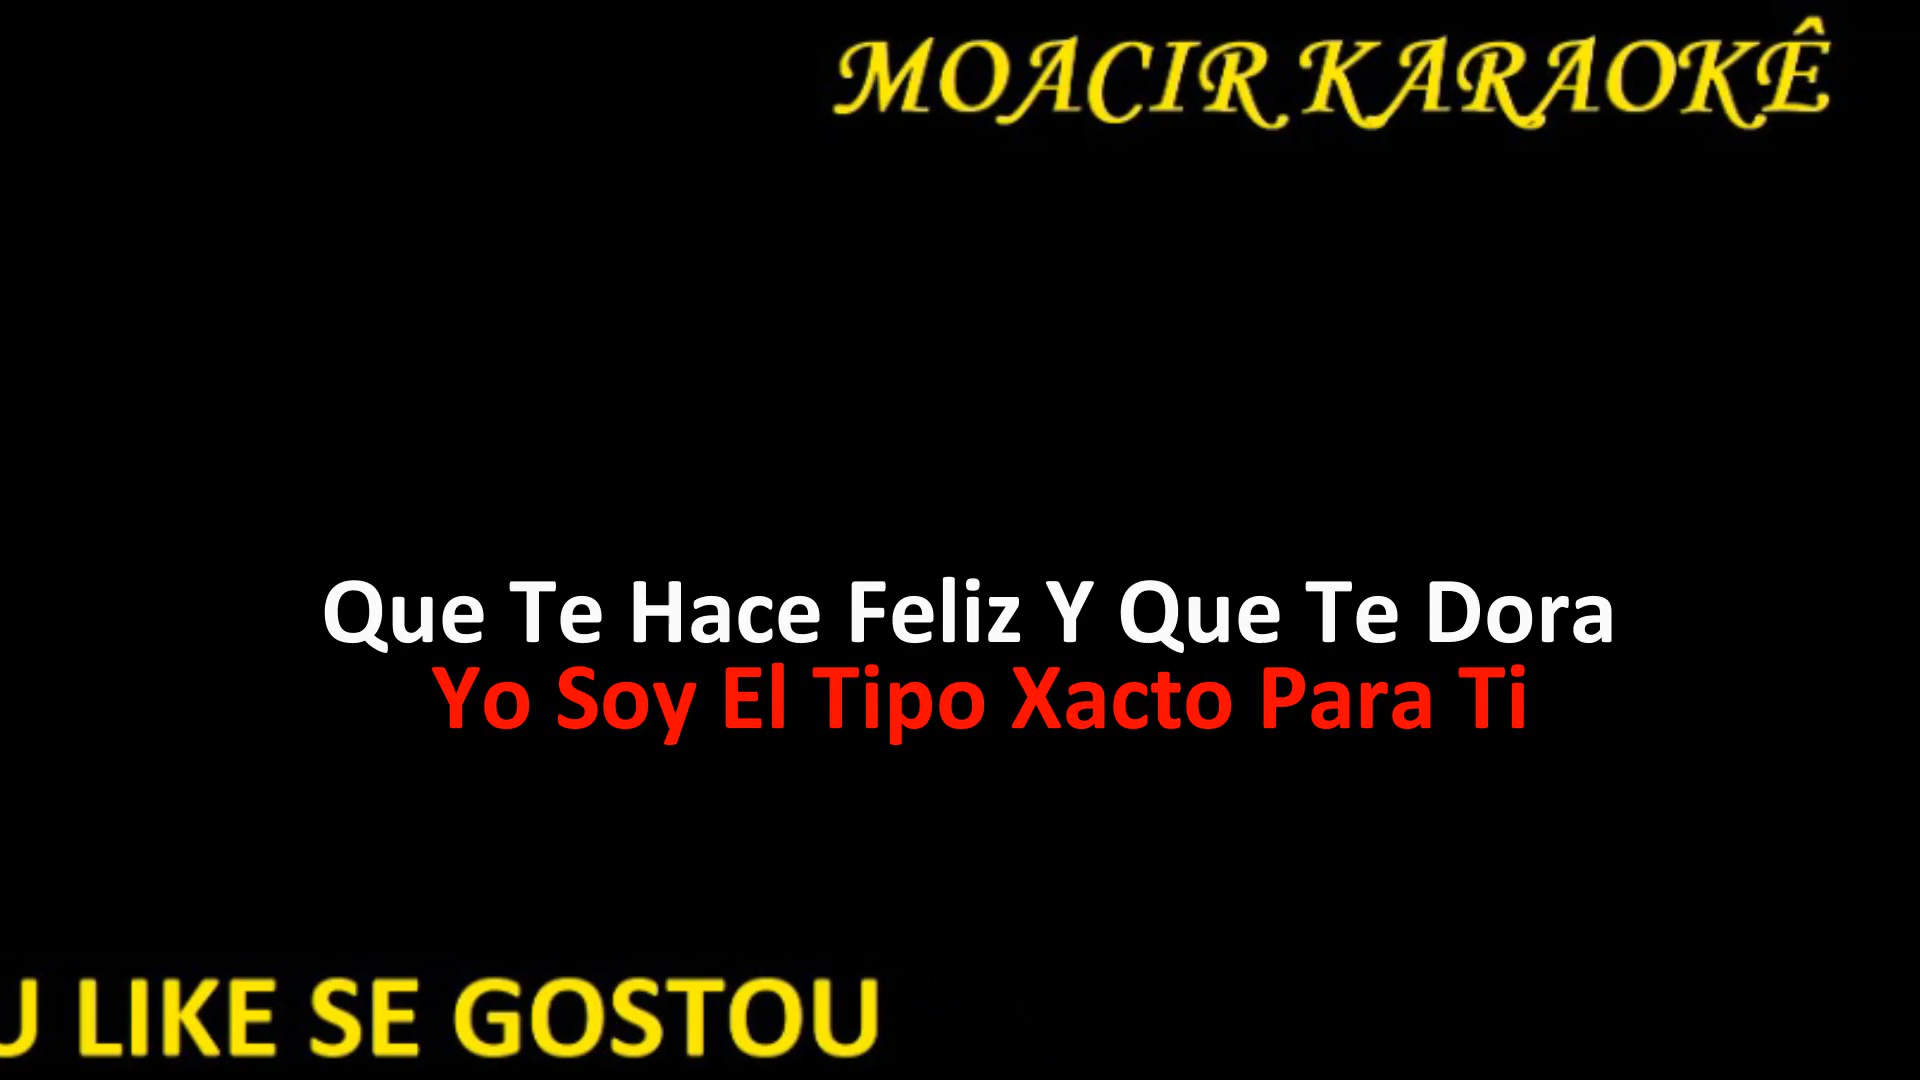 MOACIR KARAOKÊ
Que Te Hace Feliz Y Que Te Dora
Yo Soy El Tipo Xacto Para Ti
U LIKE SE GOSTOU